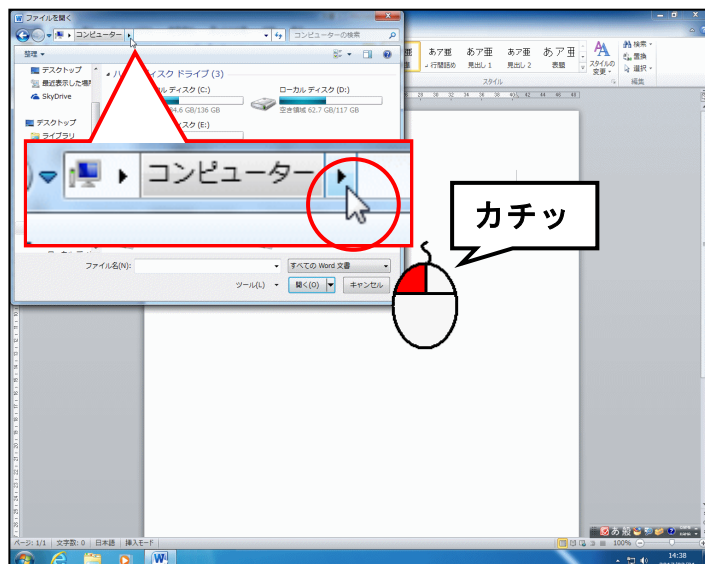 ファイルを開く
コンピューター
コンピューターの検索
整理
デスクトップ
最近表示した場所
SkyDrive
デスクトップ
ライブラリ
ィスク ドライブ (3)
ル ディスク (C:)
ローカル ディスク (D:)
空き領域 62.7 GB/117 GB
ィスク (E:)
コンピューター
ファイル名(N):
すべての Word 文書
ツール(L)
開く(O)
キャンセル
カチッ
あア亜
あア亜
あア亜
あア亜
行間詰め
見出し 1
見出し 2
表題
スタイルの
変更
スタイル
検索
置換
選択
編集
ページ: 1/1
文字数: 0
日本語
挿入モード
100%
あ 般
14:38